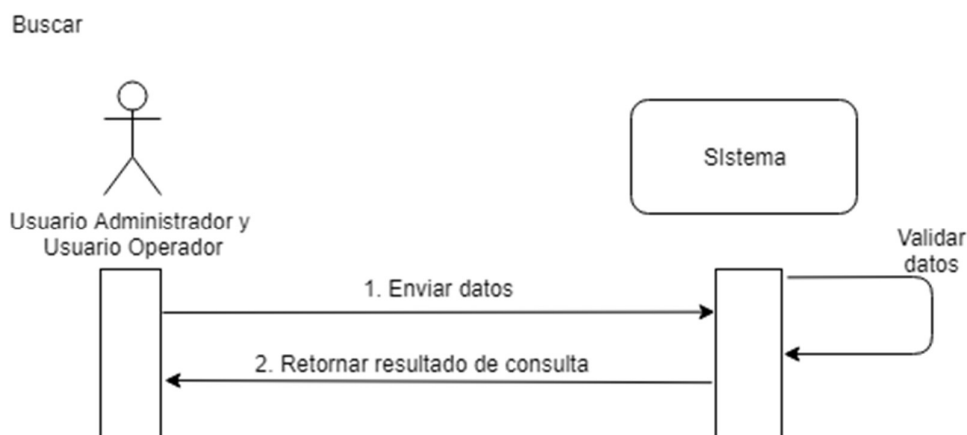 Buscar
SIstema
Usuario Administrador y
Usuario Operador
Validar
datos
1. Enviar datos
2. Retornar resultado de consulta